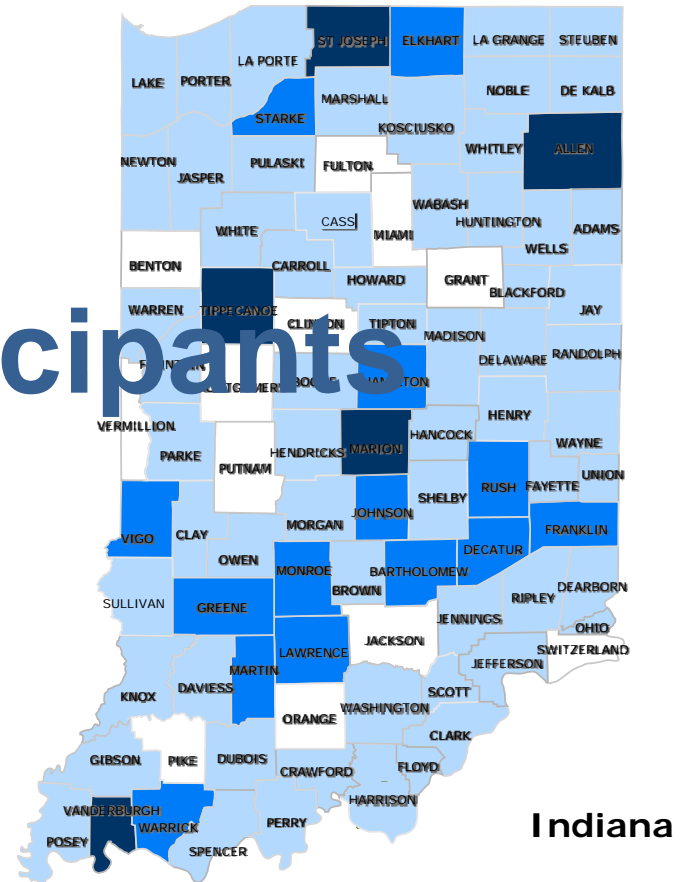 ST JOSEPH
ELKHART
LA GRANGE
STEUBEN
LA PORTE
LAKE
PORTER
NOBLE
DE KALB
MARSHALL
STARKE
KOSCIUSKO
WHITLEY
ALLEN
NEWTON
PULASKI
FULTON
JASPER
WABASH
HUNTINGTON
CASS
WHITE
MIAMI
ADAMS
WELLS
BENTON
CARROLL
HOWARD
GRANT
BLACKFORD
WARREN
TIPPECANOE
JAY
CLINTON
TIPTON
MADISON
cipants
DELAWARE
RANDOLPH
HAMILTON
BOONE
HENRY
VERMILLION
HANCOCK
WAYNE
MARION
HENDRICKS
PARKE
PUTNAM
UNION
RUSH
FAYETTE
SHELBY
JOHNSON
MORGAN
FRANKLIN
CLAY
VIGO
DECATUR
OWEN
MONROE
BARTHOLOMEW
BROWN
DEARBORN
RIPLEY
SULLIVAN
GREENE
JENNINGS
OHIO
JACKSON
SWITZERLAND
LAWRENCE
JEFFERSON
MARTIN
DAVIESS
KNOX
SCOTT
WASHINGTON
ORANGE
CLARK
GIBSON
PIKE
DUBOIS
CRAWFORD
FLOYD
HARRISON
VANDERBURGH
WARRICK
PERRY
POSEY
SPENCER
Indiana